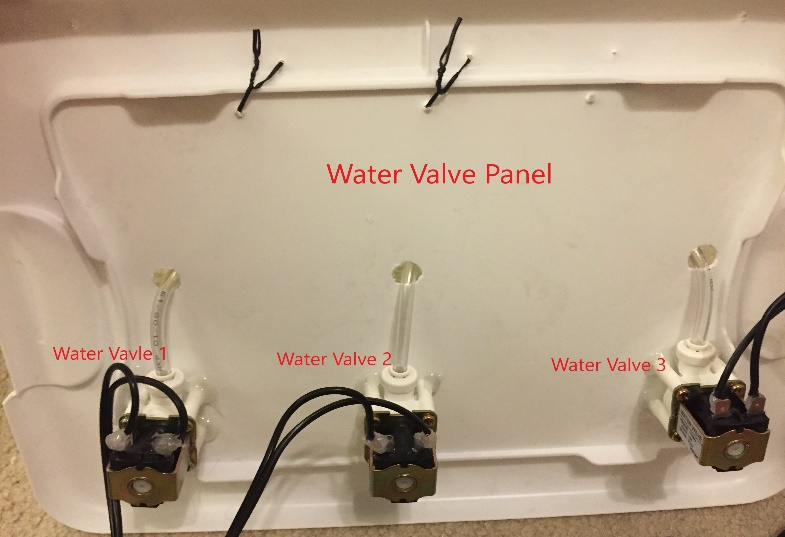 Water Valve Panel
Water Vavle 1
Water Valve 2
Water Valve 3